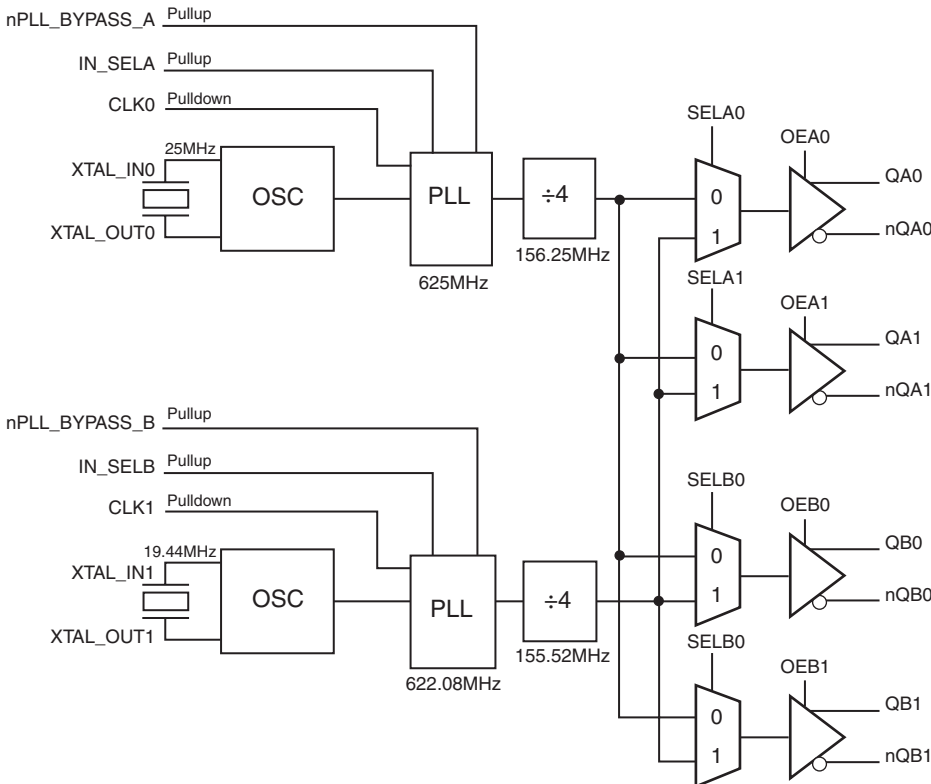 nPLL_BYPASS_A Pullup
IN_SELA Pullup
CLK0 Pulldown
XTAL_IN0 25MHz
OSC
XTAL_OUT0
PLL
625MHz
÷4
156.25MHz
SELA0
0
1
OEA0
QA0
nQA0
SELA1
0
1
OEA1
QA1
nQA1
nPLL_BYPASS_B Pullup
IN_SELB Pullup
CLK1 Pulldown
XTAL_IN1 19.44MHz
OSC
XTAL_OUT1
PLL
622.08MHz
÷4
155.52MHz
SELB0
0
1
OEB0
QB0
nQB0
SELB0
0
1
OEB1
QB1
nQB1